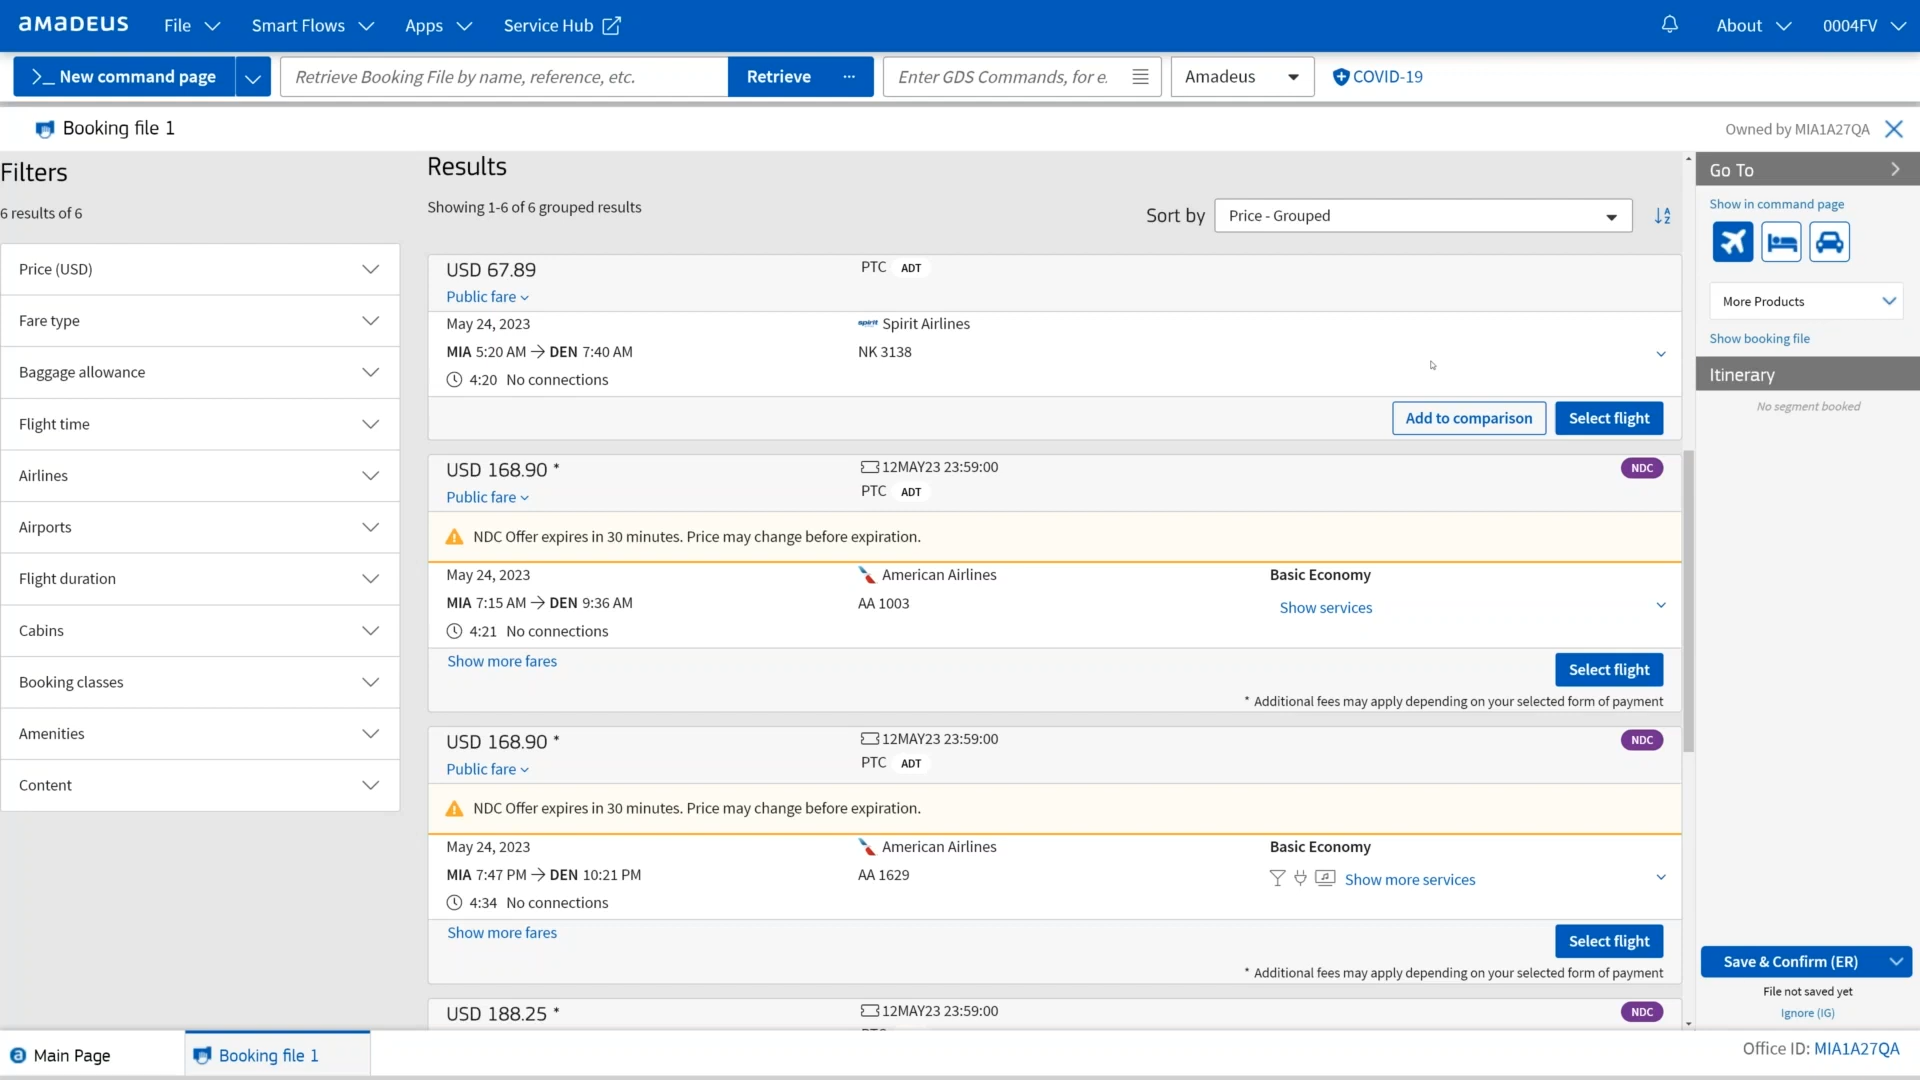 amadeus File Smart Flows Apps Service Hub About 0004FV
>_ New command page Retrieve Booking File by name, reference, etc. Retrieve ... Enter GDS Commands, for e. Amadeus COVID-19
Booking file 1 Owned by MIA1A27QA
Filters
6 results of 6
Price (USD)
Fare type
Baggage allowance
Flight time
Airlines
Airports
Flight duration
Cabins
Booking classes
Amenities
Content
Results
Showing 1-6 of 6 grouped results
Sort by Price - Grouped
USD 67.89 PTC ADT
Public fare
May 24, 2023 spirit Spirit Airlines
MIA 5:20 AM → DEN 7:40 AM NK 3138
4:20 No connections
Add to comparison Select flight
USD 168.90 * 12MAY23 23:59:00 NDC
Public fare PTC ADT
NDC Offer expires in 30 minutes. Price may change before expiration.
May 24, 2023 American Airlines Basic Economy
MIA 7:15 AM → DEN 9:36 AM AA 1003 Show services
4:21 No connections
Show more fares
Select flight
* Additional fees may apply depending on your selected form of payment
USD 168.90 * 12MAY23 23:59:00 NDC
Public fare PTC ADT
NDC Offer expires in 30 minutes. Price may change before expiration.
May 24, 2023 American Airlines Basic Economy
MIA 7:47 PM → DEN 10:21 PM AA 1629 Show more services
4:34 No connections
Show more fares
Select flight
* Additional fees may apply depending on your selected form of payment
USD 188.25 * 12MAY23 23:59:00 NDC
Go To
Show in command page
More Products
Show booking file
Itinerary
No segment booked
Save & Confirm (ER)
File not saved yet
Ignore (IG)
Main Page Booking file 1 Office ID: MIA1A27QA